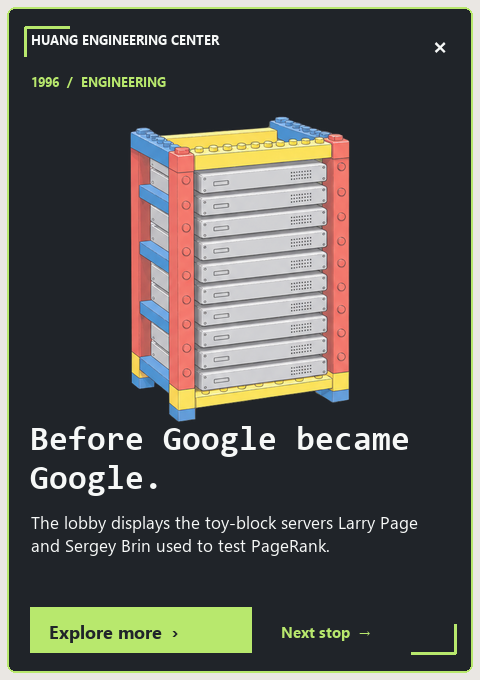 HUANG ENGINEERING CENTER
×
1996 / ENGINEERING
Before Google became
Google.
The lobby displays the toy-block servers Larry Page
and Sergey Brin used to test PageRank.
Explore more ›
Next stop →